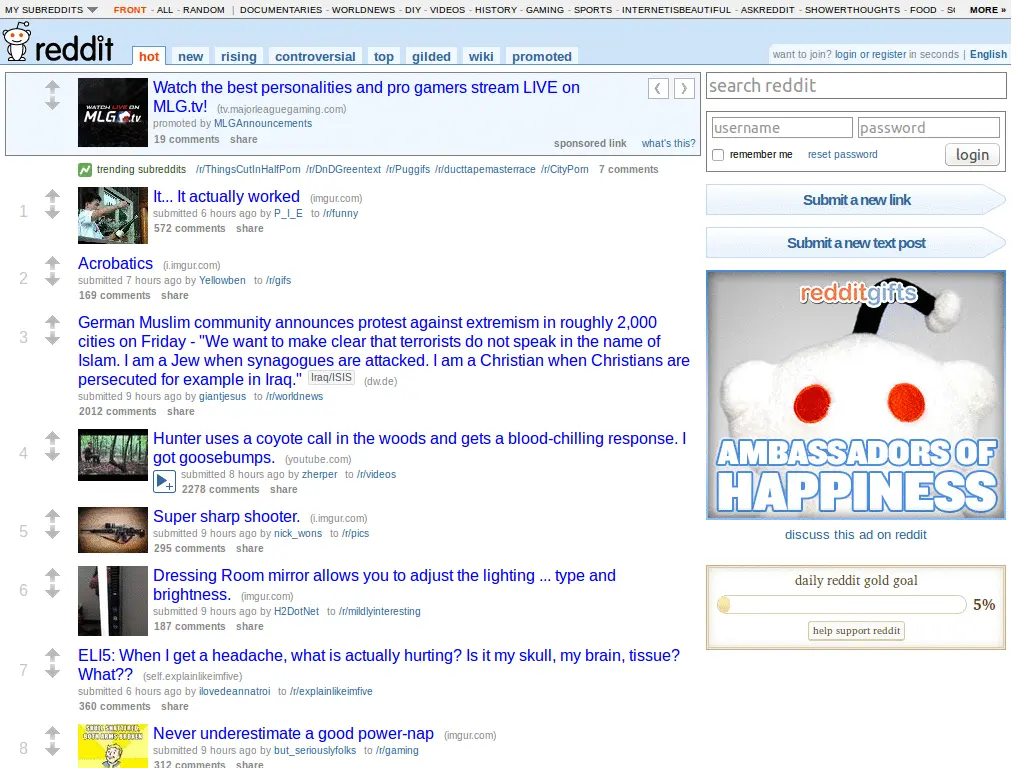 MY SUBREDDITS FRONT - ALL - RANDOM | DOCUMENTARIES - WORLDNEWS - DIY - VIDEOS - HISTORY - GAMING - SPORTS - INTERNETISBEAUTIFUL - ASKREDDIT - SHOWERTHOUGHTS - FOOD - MORE »
reddit hot new rising controversial top gilded wiki promoted
want to join? login or register in seconds | English
Watch the best personalities and pro gamers stream LIVE on
MLG.tv! (tv.majorleaguegaming.com)
promoted by MLGAnnouncements
19 comments share
sponsored link what's this?
WATCH LIVE ON
MLG.tv
trending subreddits /r/ThingsCutInHalfPorn /r/DnDGreentext /r/Puggifs /r/ducttapemasterrace /r/CityPorn 7 comments
1
It... It actually worked (imgur.com)
submitted 6 hours ago by P_I_E to /r/funny
572 comments share
2
Acrobatics (i.imgur.com)
submitted 7 hours ago by Yellowben to /r/gifs
169 comments share
3
German Muslim community announces protest against extremism in roughly 2,000
cities on Friday - "We want to make clear that terrorists do not speak in the name of
Islam. I am a Jew when synagogues are attacked. I am a Christian when Christians are
persecuted for example in Iraq." Iraq/ISIS (dw.de)
submitted 9 hours ago by giantjesus to /r/worldnews
2012 comments share
4
Hunter uses a coyote call in the woods and gets a blood-chilling response. I
got goosebumps. (youtube.com)
submitted 8 hours ago by zherper to /r/videos
2278 comments share
5
Super sharp shooter. (i.imgur.com)
submitted 9 hours ago by nick_wons to /r/pics
295 comments share
6
Dressing Room mirror allows you to adjust the lighting ... type and
brightness. (imgur.com)
submitted 9 hours ago by H2DotNet to /r/mildlyinteresting
187 comments share
7
ELI5: When I get a headache, what is actually hurting? Is it my skull, my brain, tissue?
What?? (self.explainlikeimfive)
submitted 6 hours ago by ilovedeannatroi to /r/explainlikeimfive
360 comments share
8
SKULL SHATTERED,
BOTH ARMS BROKEN
Never underestimate a good power-nap (imgur.com)
submitted 9 hours ago by but_seriouslyfolks to /r/gaming
312 comments share
search reddit
username password
remember me reset password login
Submit a new link
Submit a new text post
redditgifts
AMBASSADORS OF
HAPPINESS
discuss this ad on reddit
daily reddit gold goal
5%
help support reddit